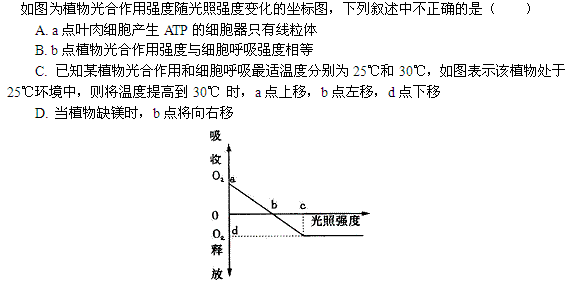 如图为植物光合作用强度随光照强度变化的坐标图，下列叙述中不正确的是（　　）
A. a点叶肉细胞产生 ATP 的细胞器只有线粒体
B. b点植物光合作用强度与细胞呼吸强度相等
C. 已知某植物光合作用和细胞呼吸最适温度分别为25℃和30℃，如图表示该植物处于
25℃环境中，则将温度提高到30℃ 时，a点上移，b点左移，d点下移
D. 当植物缺镁时，b点将向右移
吸
收
O₂ a
0 b c
光照强度
O₂ d
释
放